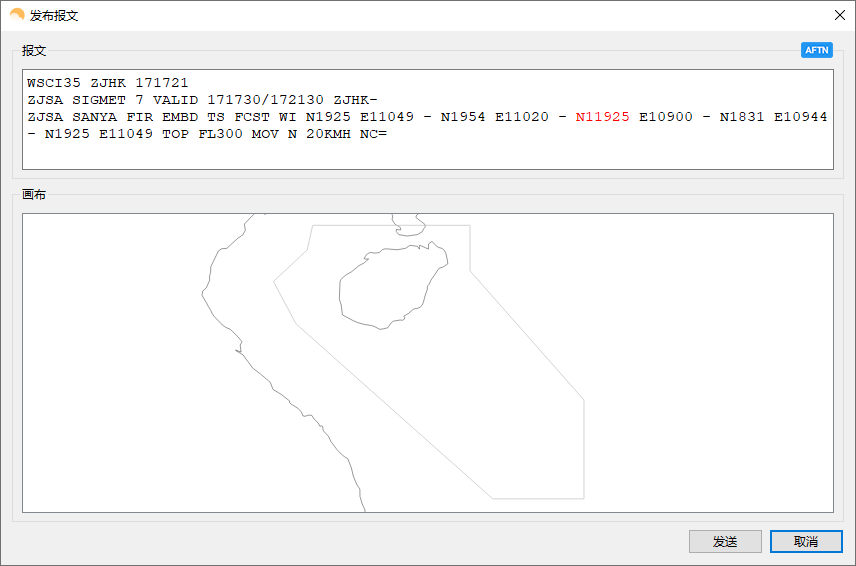 发布报文
报文
AFTN
WSCI35 ZJHK 171721
ZJSA SIGMET 7 VALID 171730/172130 ZJHK-
ZJSA SANYA FIR EMBD TS FCST WI N1925 E11049 - N1954 E11020 - N11925 E10900 - N1831 E10944
- N1925 E11049 TOP FL300 MOV N 20KMH NC=
画布
发送
取消